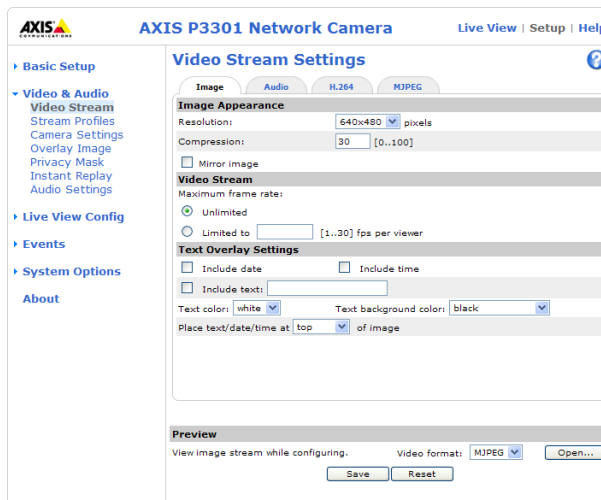 AXIS
COMMUNICATIONS
AXIS P3301 Network Camera
Live View | Setup | Help
Basic Setup
Video & Audio
Video Stream
Stream Profiles
Camera Settings
Overlay Image
Privacy Mask
Instant Replay
Audio Settings
Live View Config
Events
System Options
About
Video Stream Settings
?
Image Audio H.264 MJPEG
Image Appearance
Resolution: 640x480 pixels
Compression: 30 [0..100]
Mirror image
Video Stream
Maximum frame rate:
Unlimited
Limited to [1..30] fps per viewer
Text Overlay Settings
Include date Include time
Include text:
Text color: white Text background color: black
Place text/date/time at top of image
Preview
View image stream while configuring. Video format: MJPEG Open...
Save Reset